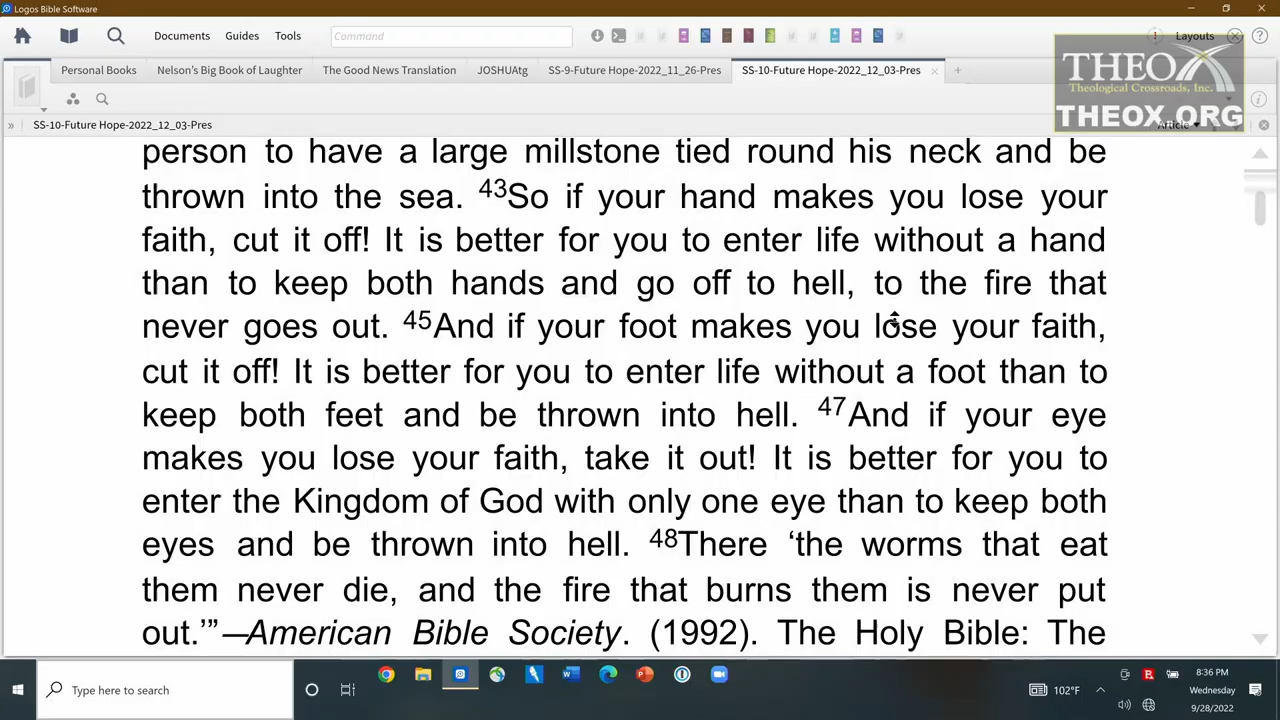 Logos Bible Software
Documents Guides Tools Command Layouts
Personal Books Nelson's Big Book of Laughter The Good News Translation JOSHUAtg SS-9-Future Hope-2022_11_26-Pres SS-10-Future Hope-2022_12_03-Pres
THEOX
Theological Crossroads, Inc.
THEOX.ORG
SS-10-Future Hope-2022_12_03-Pres Article
person to have a large millstone tied round his neck and be
thrown into the sea. 43So if your hand makes you lose your
faith, cut it off! It is better for you to enter life without a hand
than to keep both hands and go off to hell, to the fire that
never goes out. 45And if your foot makes you lose your faith,
cut it off! It is better for you to enter life without a foot than to
keep both feet and be thrown into hell. 47And if your eye
makes you lose your faith, take it out! It is better for you to
enter the Kingdom of God with only one eye than to keep both
eyes and be thrown into hell. 48There ‘the worms that eat
them never die, and the fire that burns them is never put
out.’”—American Bible Society. (1992). The Holy Bible: The
Type here to search
102°F
8:36 PM
Wednesday
9/28/2022